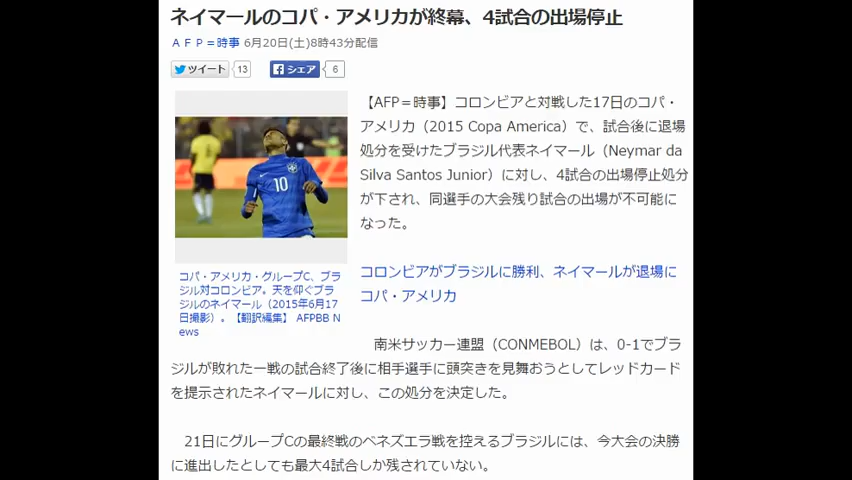 ネイマールのコパ・アメリカが終幕、4試合の出場停止
ＡＦＰ＝時事 6月20日(土)8時43分配信
ツイート 13 シェア 6
【AFP＝時事】コロンビアと対戦した17日のコパ・
アメリカ（2015 Copa America）で、試合後に退場
処分を受けたブラジル代表ネイマール（Neymar da
Silva Santos Junior）に対し、4試合の出場停止処分
が下され、同選手の大会残り試合の出場が不可能に
なった。
10
コパ・アメリカ・グループC、ブラ
ジル対コロンビア。天を仰ぐブラ
ジルのネイマール（2015年6月17
日撮影）。【翻訳編集】 AFPBB N
ews
コロンビアがブラジルに勝利、ネイマールが退場に
コパ・アメリカ
南米サッカー連盟（CONMEBOL）は、0-1でブラ
ジルが敗れた一戦の試合終了後に相手選手に頭突きを見舞おうとしてレッドカード
を提示されたネイマールに対し、この処分を決定した。
21日にグループCの最終戦のベネズエラ戦を控えるブラジルには、今大会の決勝
に進出したとしても最大4試合しか残されていない。